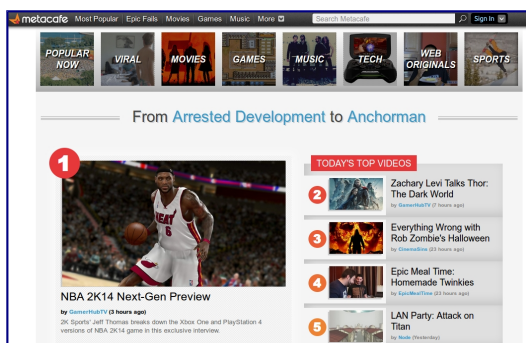 metacafe Most Popular Epic Fails Movies Games Music More Search Metacafe Sign In
POPULAR NOW
VIRAL
MOVIES
GAMES
MUSIC
TECH
WEB ORIGINALS
SPORTS
From Arrested Development to Anchorman
1
HEAT
6
NBA 2K14 Next-Gen Preview
by GamerHubTV (3 hours ago)
2K Sports' Jeff Thomas breaks down the Xbox One and PlayStation 4
versions of NBA 2K14 game in this exclusive interview.
TODAY'S TOP VIDEOS
2
Zachary Levi Talks Thor:
The Dark World
by GamerHubTV (7 hours ago)
3
Everything Wrong with
Rob Zombie's Halloween
by CinemaSins (23 hours ago)
4
Epic Meal Time:
Homemade Twinkies
by EpicMealTime (23 hours ago)
5
LAN Party: Attack on
Titan
by Node (Yesterday)